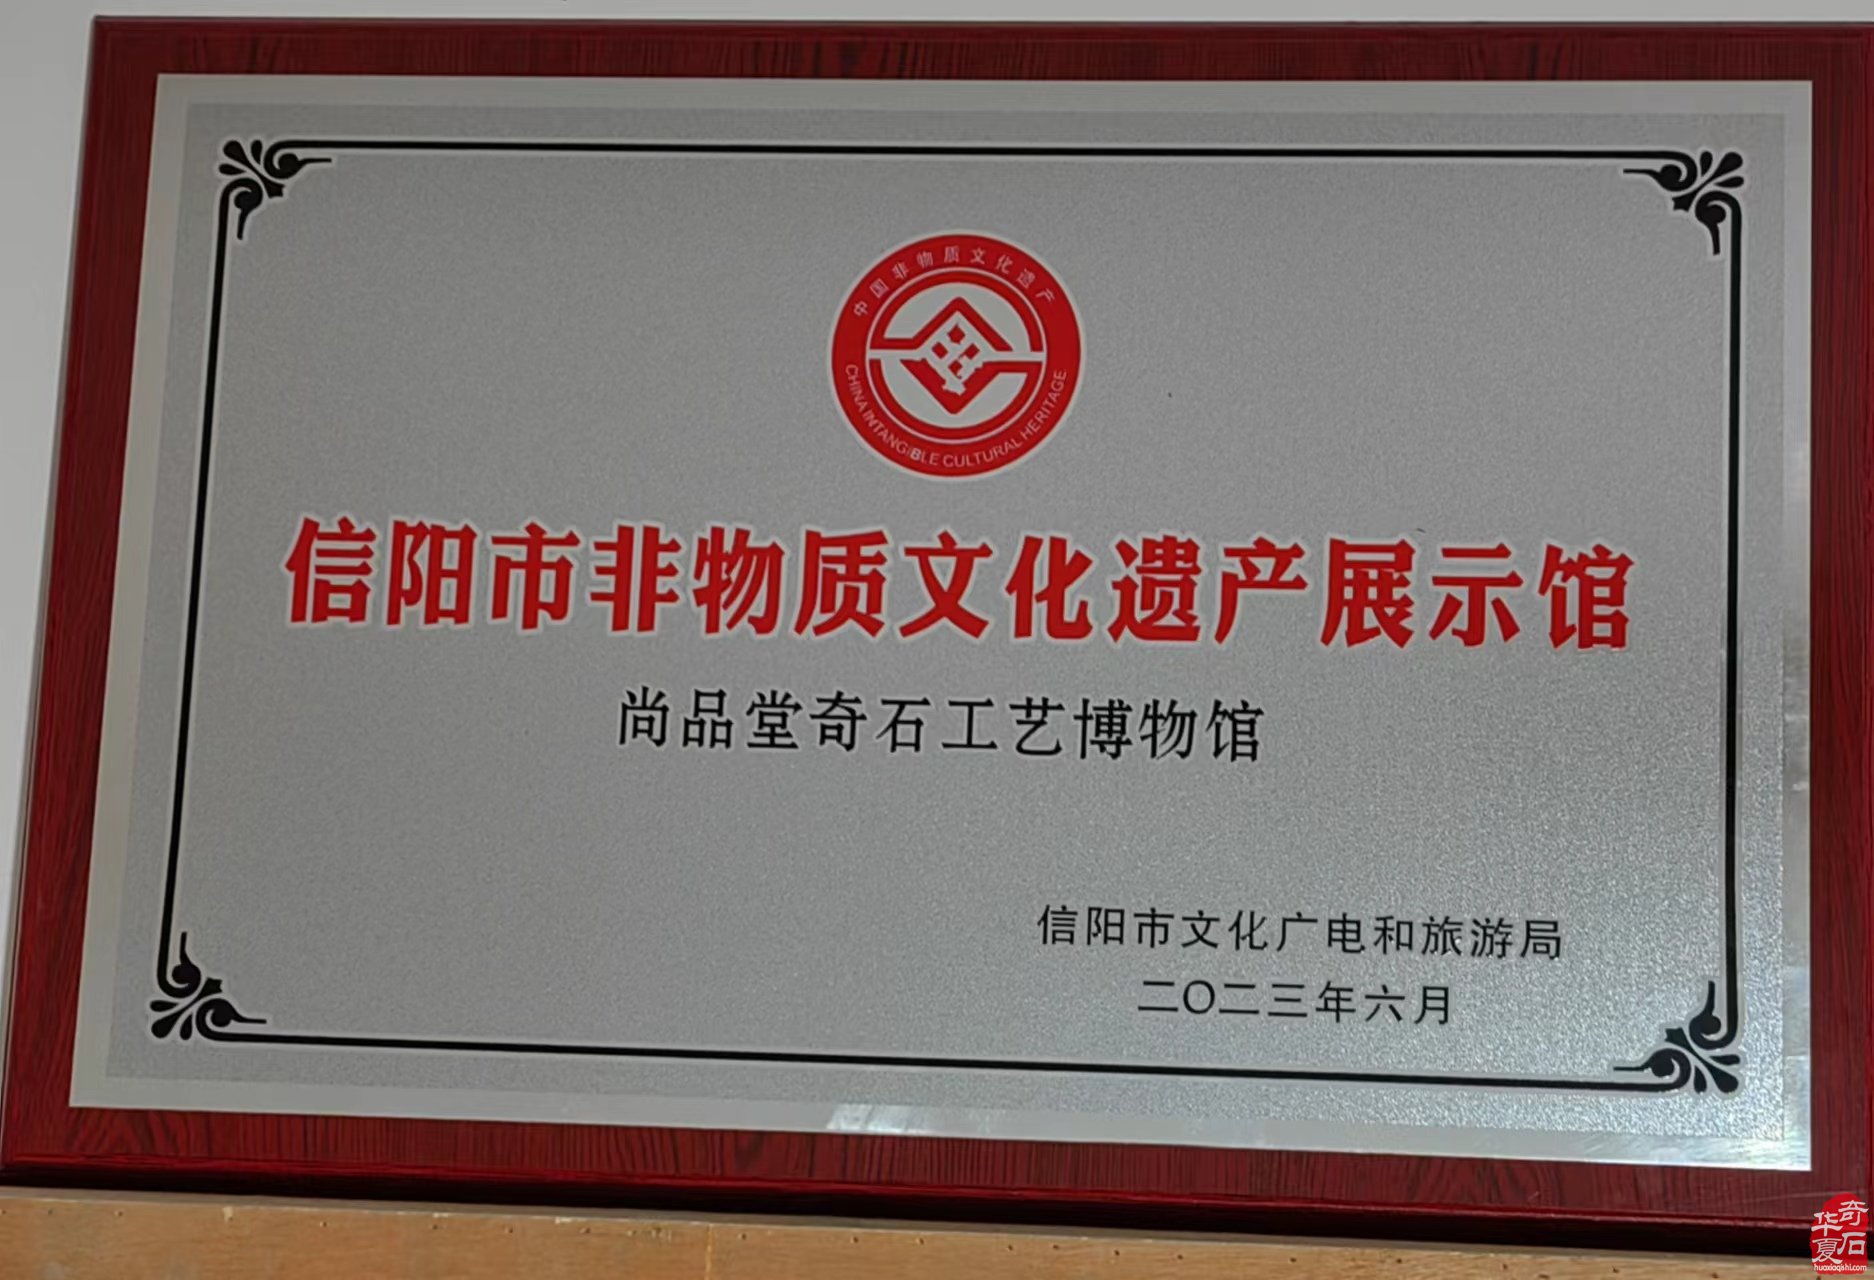 中国非物质文化遗产
CHINA INTANGIBLE CULTURAL HERITAGE
信阳市非物质文化遗产展示馆
尚品堂奇石工艺博物馆
信阳市文化广电和旅游局
二〇二三年六月
华夏奇石
huaxiaqishi.com